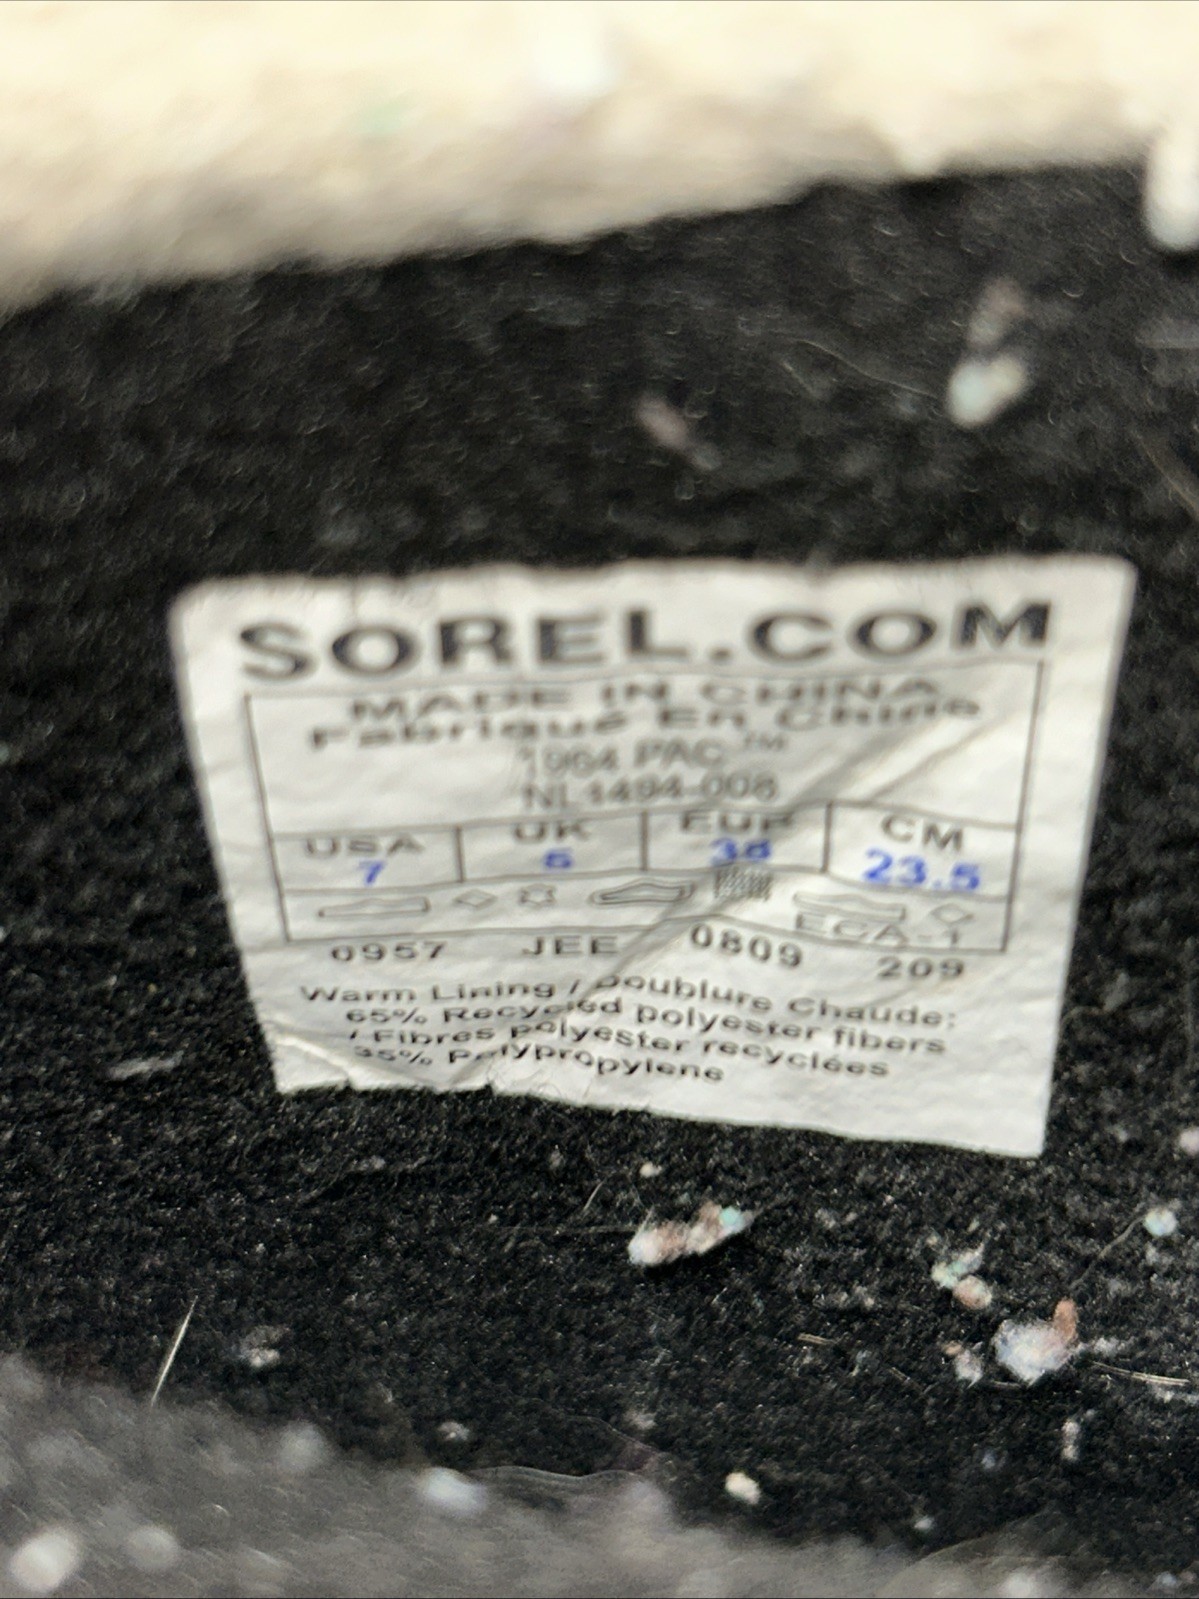 SOREL.COM
MADE IN CHINA
Fabriqué En Chine
1964 PAC™
NL1494-008
USA UK EUR CM
7 5 38 23.5
ECA-1
0957 JEE 0809 209
Warm Lining / Doublure Chaude:
65% Recycled polyester fibers
/ Fibres polyester recyclées
35% Polypropylene